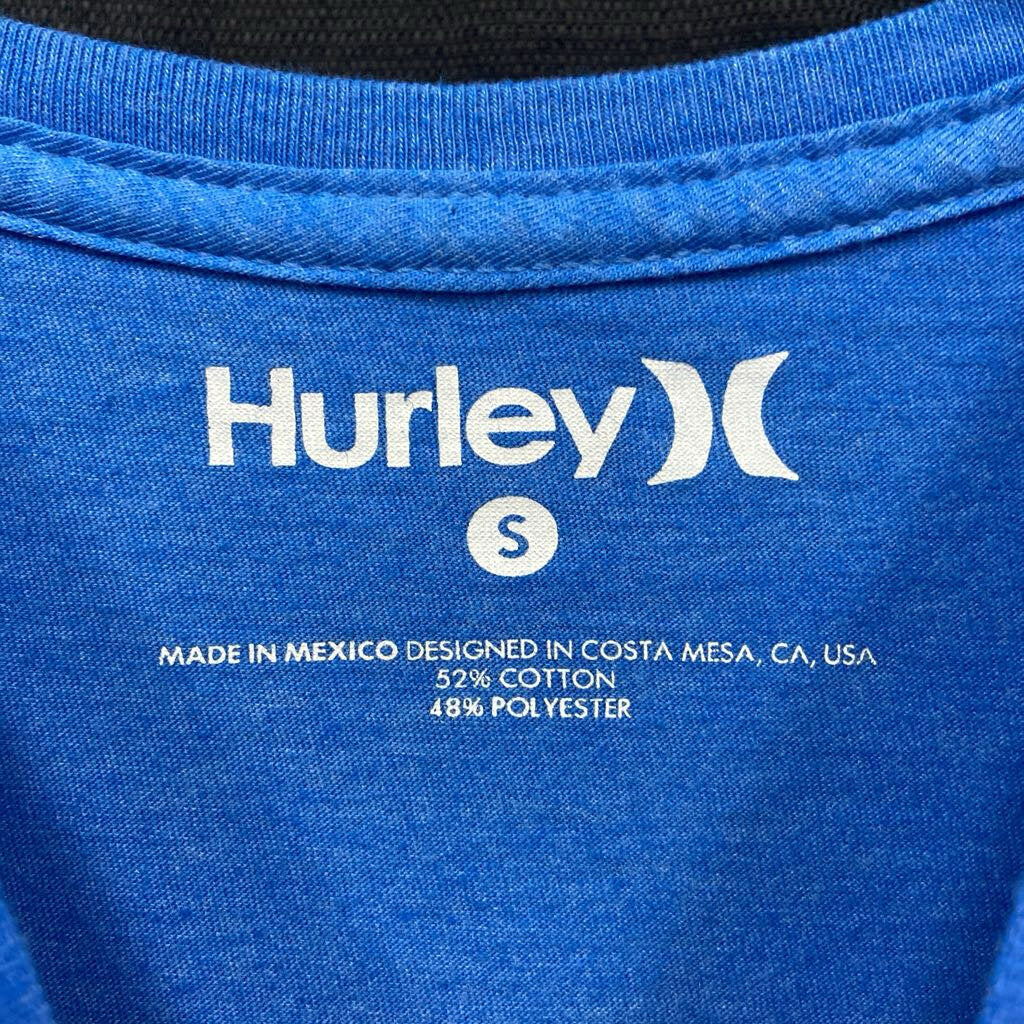 Hurley
S
MADE IN MEXICO DESIGNED IN COSTA MESA, CA, USA
52% COTTON
48% POLYESTER